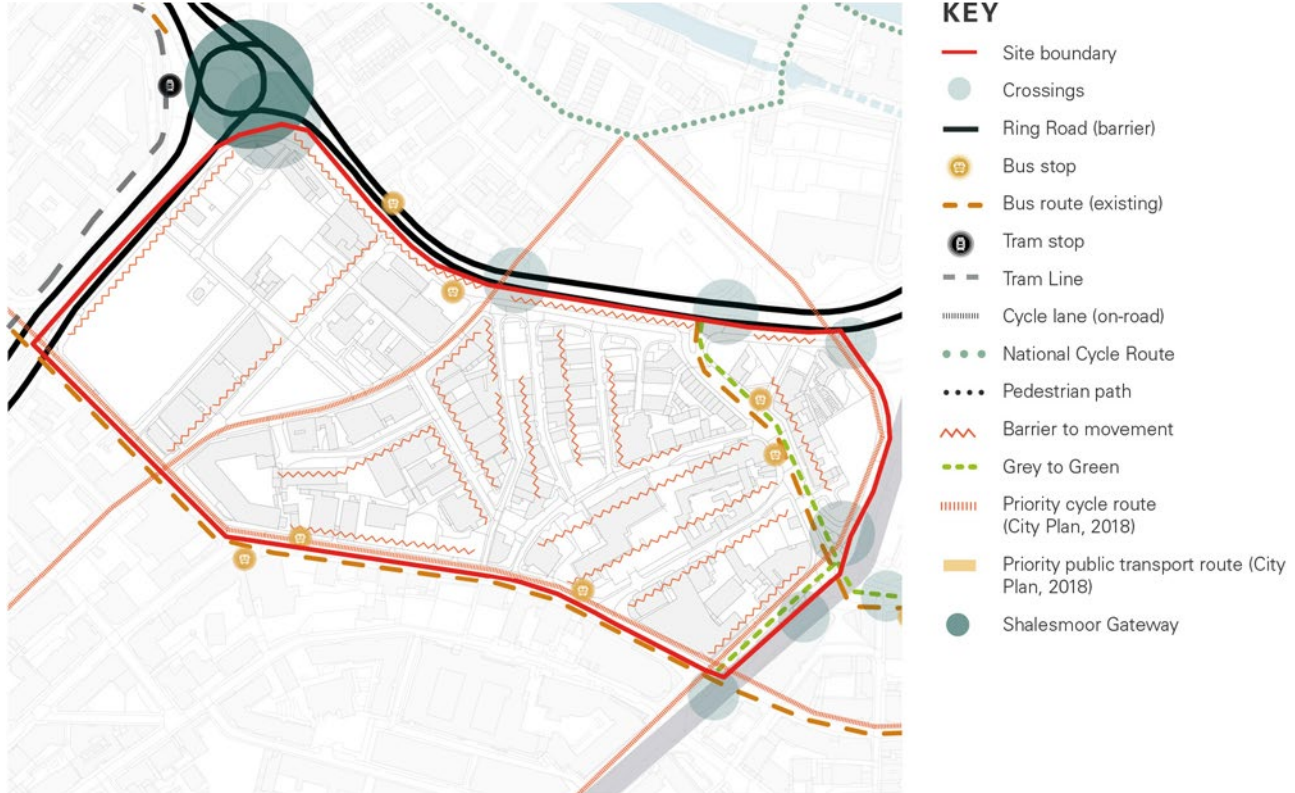 KEY
Site boundary
Crossings
Ring Road (barrier)
Bus stop
Bus route (existing)
Tram stop
Tram Line
Cycle lane (on-road)
National Cycle Route
Pedestrian path
Barrier to movement
Grey to Green
Priority cycle route
(City Plan, 2018)
Priority public transport route (City
Plan, 2018)
Shalesmoor Gateway